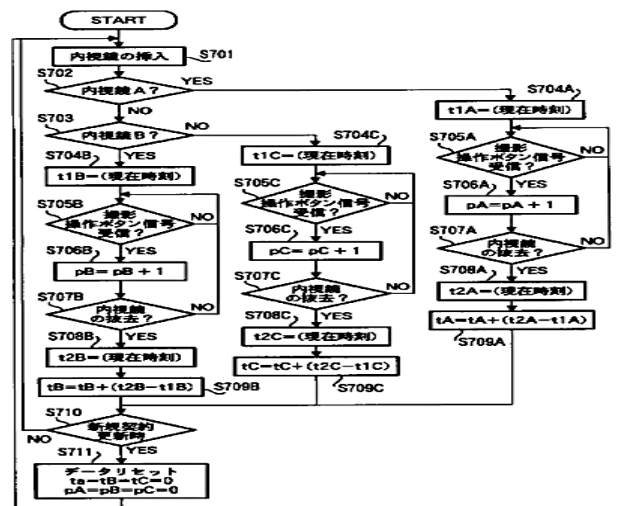 START
内視鏡の挿入
S701
S702
内視鏡A?
YES
NO
S703
内視鏡B?
NO
YES
S704B
t1B=(現在時刻)
S705B
撮影
操作ボタン信号
受信?
NO
YES
S706B
pB=pB+1
S707B
内視鏡
の抜去?
NO
YES
S708B
t2B=(現在時刻)
tB=tB+(t2B-t1B)
S709B
S704C
t1C=(現在時刻)
S705C
撮影
操作ボタン信号
受信?
NO
YES
S706C
pC=pC+1
S707C
内視鏡
の抜去?
NO
YES
S708C
t2C=(現在時刻)
tC=tC+(t2C-t1C)
S709C
S704A
t1A=(現在時刻)
S705A
撮影
操作ボタン信号
受信?
NO
YES
S706A
pA=pA+1
S707A
内視鏡
の抜去?
NO
YES
S708A
t2A=(現在時刻)
tA=tA+(t2A-t1A)
S709A
S710
新規契約
更新時
NO
YES
S711
データリセット
ta=tB=tC=0
pA=pB=pC=0